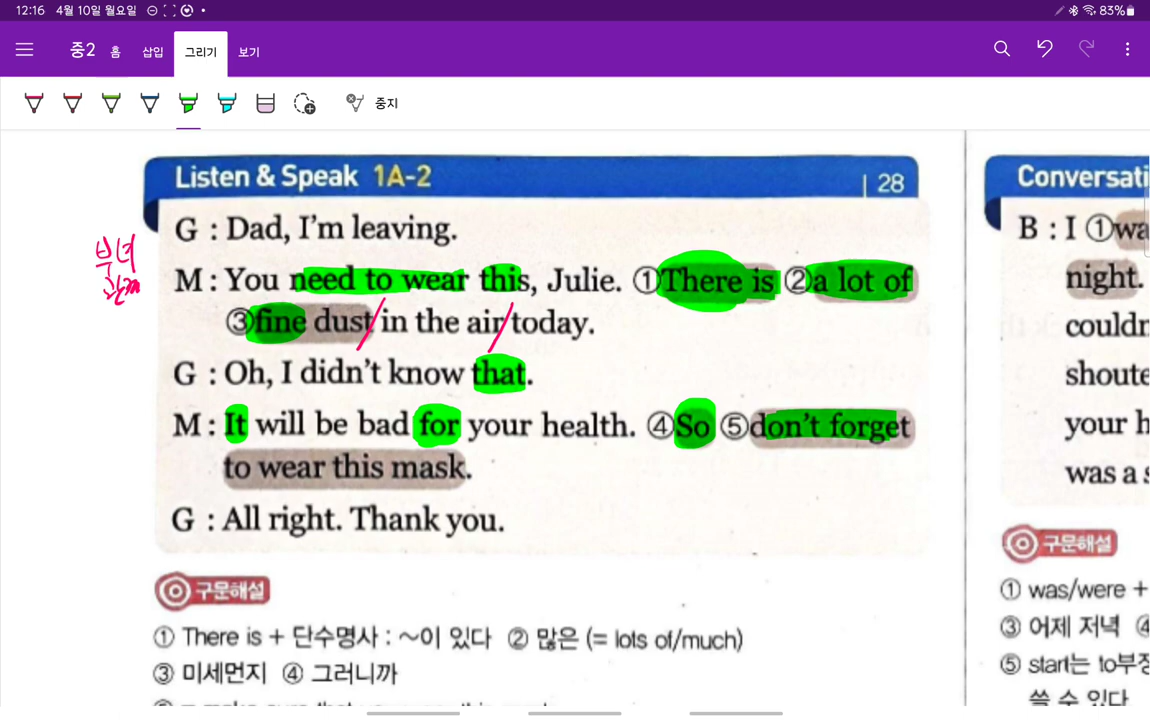 12:16 4월 10일 월요일
83%
중2 홈 삽입 그리기 보기
중지
Listen & Speak 1A-2
28
G : Dad, I'm leaving.
부녀
M : You need to wear this, Julie. ①There is ②a lot of
③fine dust/in the air/today.
G : Oh, I didn't know that.
M : It will be bad for your health. ④So ⑤don't forget
to wear this mask.
G : All right. Thank you.
구문해설
① There is + 단수명사 : ~이 있다 ② 많은 (= lots of/much)
③ 미세먼지 ④ 그러니까
Conversati
B : I ①wa
night.
couldn
shoute
your h
was a s
구문해설
① was/were +
③ 어제 저녁 ④
⑤ start는 to부정
쓸 수 있다